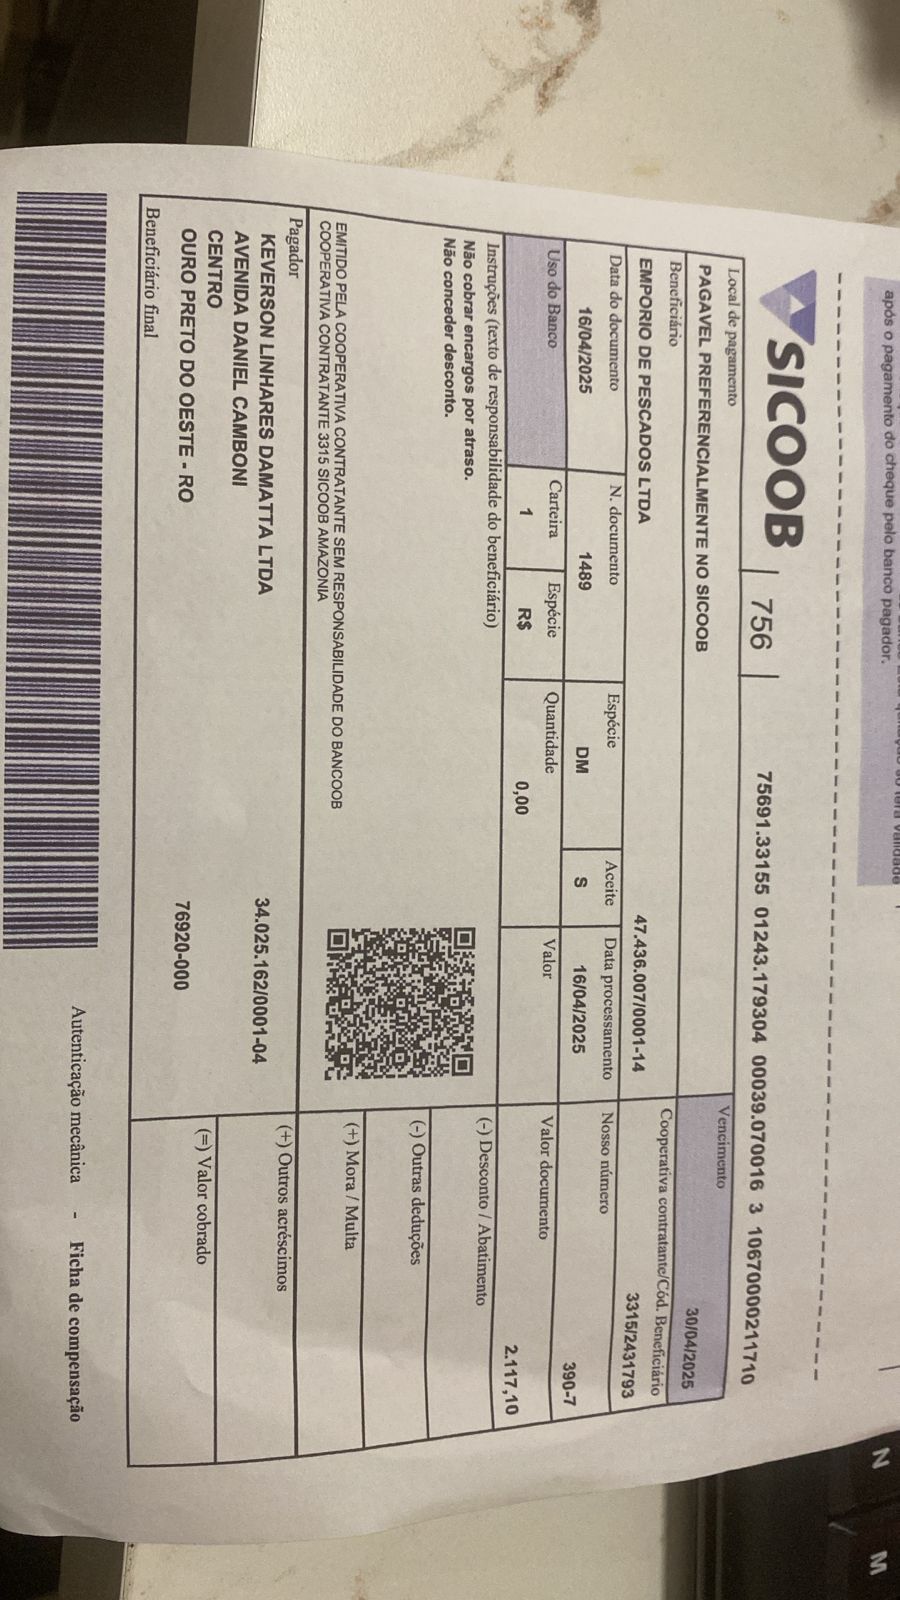 após o pagamento do cheque pelo banco pagador.
SICOOB 756 75691.33155 01243.179304 00039.070016 3 10670000211710
Local de pagamento
PAGAVEL PREFERENCIALMENTE NO SICOOB
Vencimento
30/04/2025
Beneficiário
EMPORIO DE PESCADOS LTDA 47.436.007/0001-14
Cooperativa contratante/Cód. Beneficiário
3315/2431793
Data do documento N. documento Espécie Aceite Data processamento Nosso número
16/04/2025 1489 DM S 16/04/2025 390-7
Uso do Banco Carteira Espécie Quantidade Valor Valor documento
1 R$ 0,00 2.117,10
Instruções (texto de responsabilidade do beneficiário)
Não cobrar encargos por atraso.
Não conceder desconto.
(-) Desconto / Abatimento
(-) Outras deduções
(+) Mora / Multa
(+) Outros acréscimos
(=) Valor cobrado
EMITIDO PELA COOPERATIVA CONTRATANTE SEM RESPONSABILIDADE DO BANCOOB
COOPERATIVA CONTRATANTE 3315 SICOOB AMAZONIA
Pagador
KEVERSON LINHARES DAMATTA LTDA 34.025.162/0001-04
AVENIDA DANIEL CAMBONI
CENTRO
OURO PRETO DO OESTE - RO 76920-000
Beneficiário final
Autenticação mecânica - Ficha de compensação
N
M